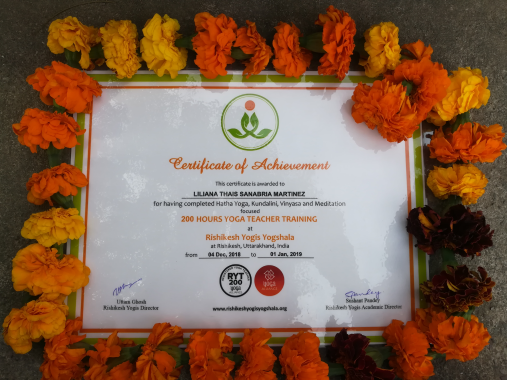 Certificate of Achievement
This certificate is awarded to
LILIANA THAIS SANABRIA MARTINEZ
for having completed Hatha Yoga, Kundalini, Vinyasa and Meditation
focused
200 HOURS YOGA TEACHER TRAINING
at
Rishikesh Yogis Yogshala
at Rishikesh, Uttarakhand, India
from 04 Dec, 2018 to 01 Jan, 2019
RYT
200
yoga
Uttam Ghosh
Rishikesh Yogis Director
www.rishikeshyogisyogshala.org
Sushant Pandey
Rishikesh Yogis Academic Director